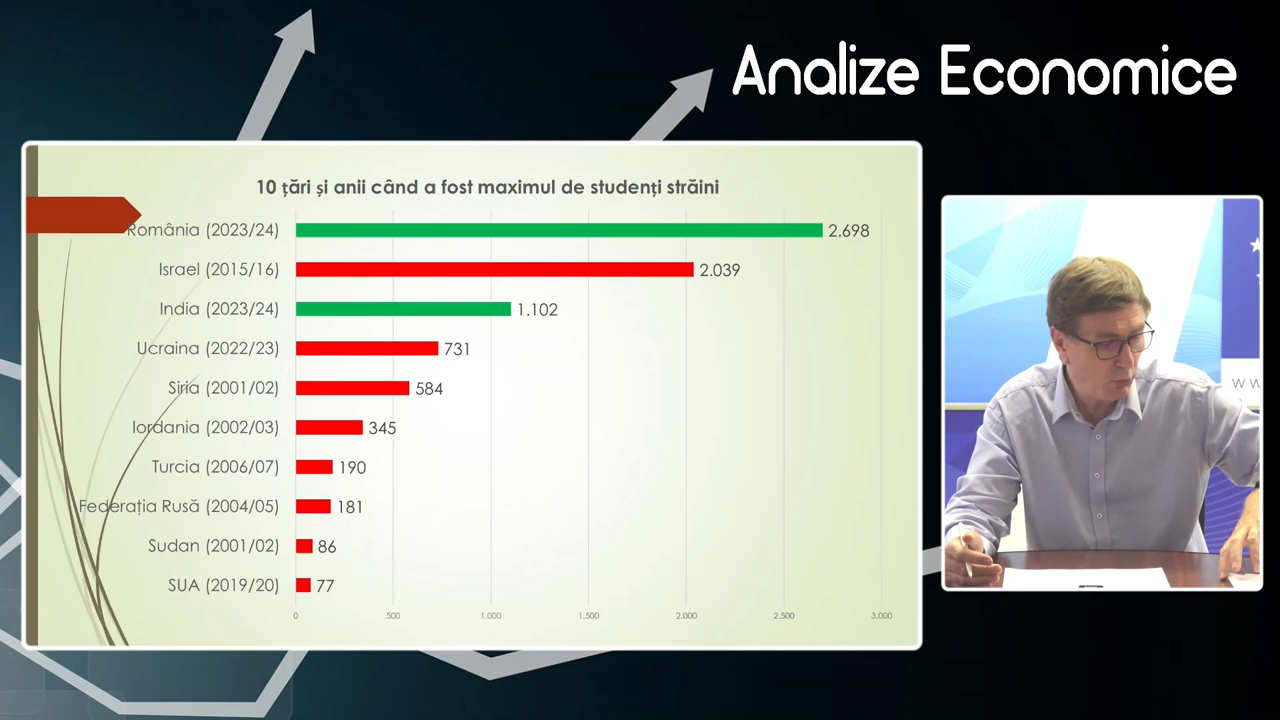 Analize Economice
10 țări și anii când a fost maximul de studenți străini
România (2023/24) 2.698
Israel (2015/16) 2.039
India (2023/24) 1.102
Ucraina (2022/23) 731
Siria (2001/02) 584
Iordania (2002/03) 345
Turcia (2006/07) 190
Federația Rusă (2004/05) 181
Sudan (2001/02) 86
SUA (2019/20) 77
0 500 1.000 1.500 2.000 2.500 3.000
W W